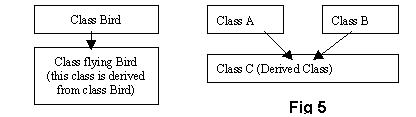 Class Bird
Class flying Bird
(this class is derived
from class Bird)
Class A
Class B
Class C (Derived Class)
Fig 5